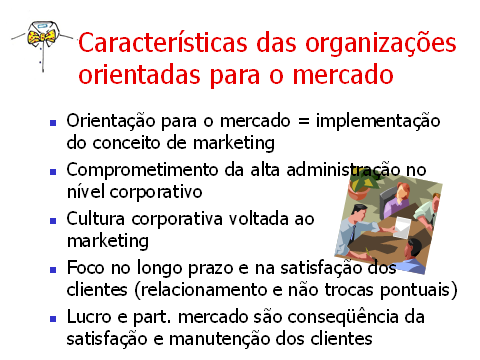 Características das organizações
orientadas para o mercado
Orientação para o mercado = implementação
do conceito de marketing
Comprometimento da alta administração no
nível corporativo
Cultura corporativa voltada ao
marketing
Foco no longo prazo e na satisfação dos
clientes (relacionamento e não trocas pontuais)
Lucro e part. mercado são conseqüência da
satisfação e manutenção dos clientes